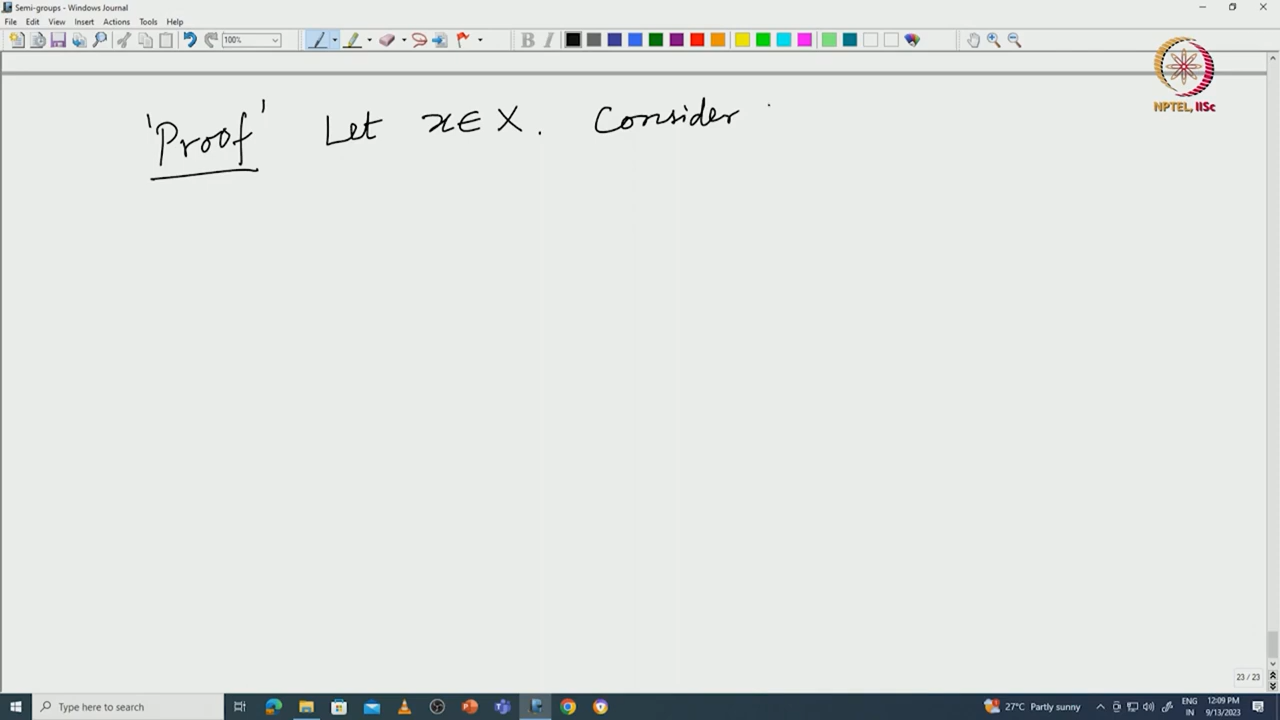 Semi-groups - Windows Journal
File Edit View Insert Actions Tools Help
100%
NPTEL, IISc
'Proof' Let x ∈ X. Consider
23 / 23
Type here to search
27°C Partly sunny
ENG
IN
12:09 PM
9/13/2023